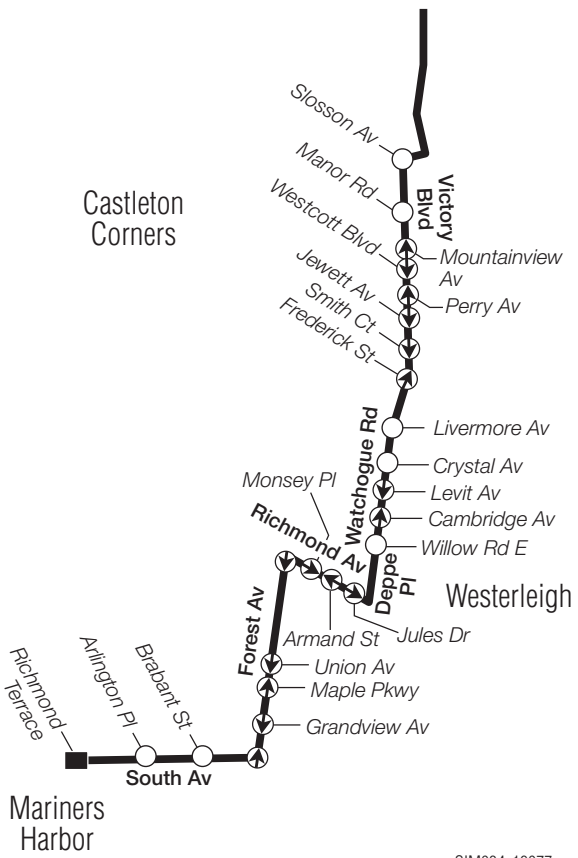 Slosson Av
Manor Rd
Victory
Blvd
Castleton
Corners
Westcott Blvd
Mountainview
Av
Jewett Av
Perry Av
Smith Ct
Frederick St
Livermore Av
Watchogue Rd
Crystal Av
Monsey Pl
Levit Av
Richmond Av
Cambridge Av
Willow Rd E
Deppe
Pl
Westerleigh
Armand St
Jules Dr
Forest Av
Union Av
Maple Pkwy
Grandview Av
Richmond
Terrace
Arlington Pl
Brabant St
South Av
Mariners
Harbor